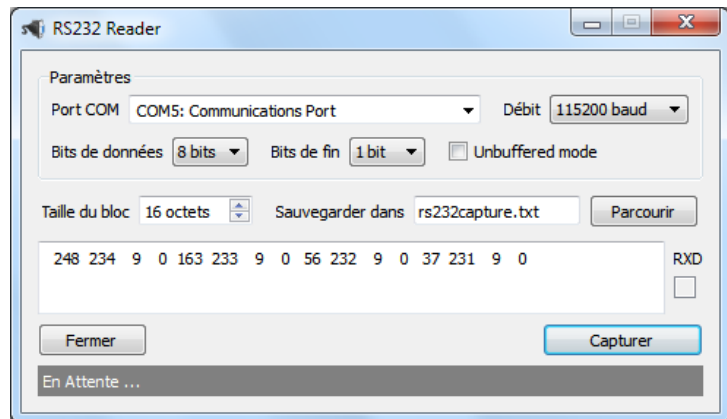 RS232 Reader
Paramètres
Port COM COM5: Communications Port Débit 115200 baud
Bits de données 8 bits Bits de fin 1 bit Unbuffered mode
Taille du bloc 16 octets Sauvegarder dans rs232capture.txt Parcourir
248 234 9 0 163 233 9 0 56 232 9 0 37 231 9 0 RXD
Fermer Capturer
En Attente ...